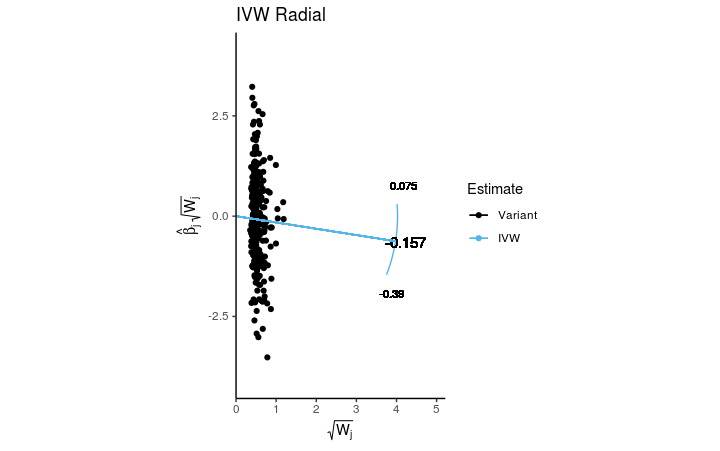 IVW Radial
2.5
0.0
-2.5
β̂j√Wj
0.075
-0.157
-0.39
0 1 2 3 4 5
√Wj
Estimate
Variant
IVW